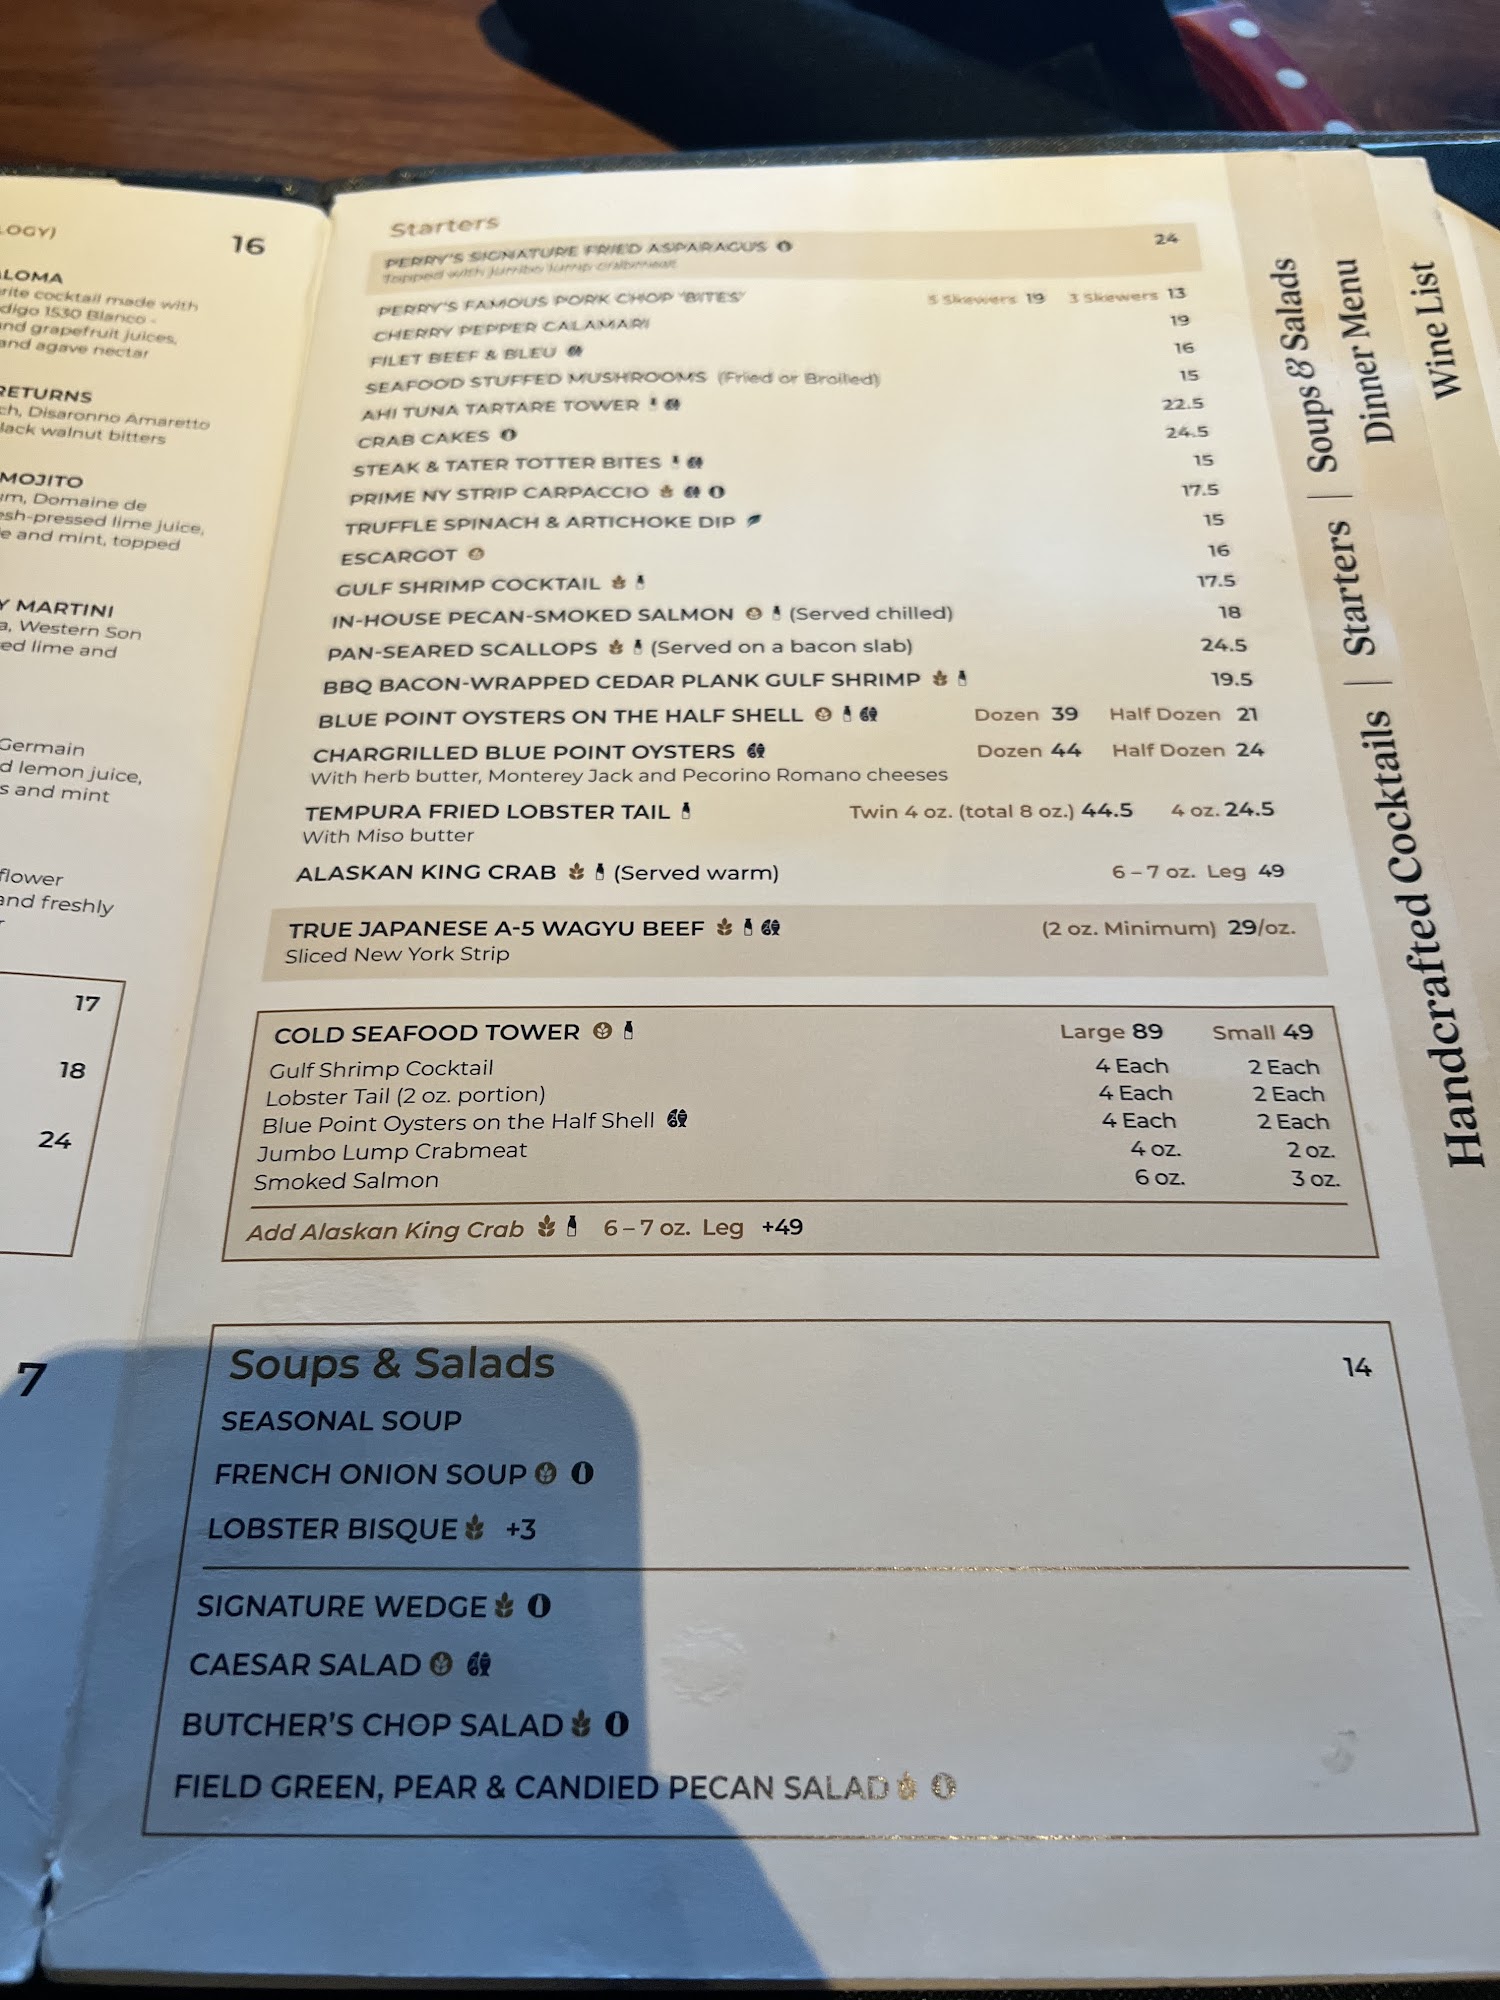 LOGY) 16
LOMA
rite cocktail made with
digo 1530 Blanco -
nd grapefruit juices,
and agave nectar
RETURNS
ch, Disaronno Amaretto
lack walnut bitters
MOJITO
um, Domaine de
esh-pressed lime juice,
e and mint, topped
Y MARTINI
a, Western Son
ed lime and
Germain
d lemon juice,
s and mint
flower
and freshly
17
18
24
7
Starters
PERRY'S SIGNATURE FRIED ASPARAGUS 24
Topped with jumbo lump crabmeat
PERRY'S FAMOUS PORK CHOP 'BITES' 5 Skewers 19 3 Skewers 13
CHERRY PEPPER CALAMARI 19
FILET BEEF & BLEU 16
SEAFOOD STUFFED MUSHROOMS (Fried or Broiled) 15
AHI TUNA TARTARE TOWER 22.5
CRAB CAKES 24.5
STEAK & TATER TOTTER BITES 15
PRIME NY STRIP CARPACCIO 17.5
TRUFFLE SPINACH & ARTICHOKE DIP 15
ESCARGOT 16
GULF SHRIMP COCKTAIL 17.5
IN-HOUSE PECAN-SMOKED SALMON (Served chilled) 18
PAN-SEARED SCALLOPS (Served on a bacon slab) 24.5
BBQ BACON-WRAPPED CEDAR PLANK GULF SHRIMP 19.5
BLUE POINT OYSTERS ON THE HALF SHELL Dozen 39 Half Dozen 21
CHARGRILLED BLUE POINT OYSTERS Dozen 44 Half Dozen 24
With herb butter, Monterey Jack and Pecorino Romano cheeses
TEMPURA FRIED LOBSTER TAIL Twin 4 oz. (total 8 oz.) 44.5 4 oz. 24.5
With Miso butter
ALASKAN KING CRAB (Served warm) 6 – 7 oz. Leg 49
TRUE JAPANESE A-5 WAGYU BEEF (2 oz. Minimum) 29/oz.
Sliced New York Strip
COLD SEAFOOD TOWER Large 89 Small 49
Gulf Shrimp Cocktail 4 Each 2 Each
Lobster Tail (2 oz. portion) 4 Each 2 Each
Blue Point Oysters on the Half Shell 4 Each 2 Each
Jumbo Lump Crabmeat 4 oz. 2 oz.
Smoked Salmon 6 oz. 3 oz.
Add Alaskan King Crab 6 – 7 oz. Leg +49
Soups & Salads 14
SEASONAL SOUP
FRENCH ONION SOUP
LOBSTER BISQUE +3
SIGNATURE WEDGE
CAESAR SALAD
BUTCHER'S CHOP SALAD
FIELD GREEN, PEAR & CANDIED PECAN SALAD
Handcrafted Cocktails | Starters | Soups & Salads
Dinner Menu
Wine List